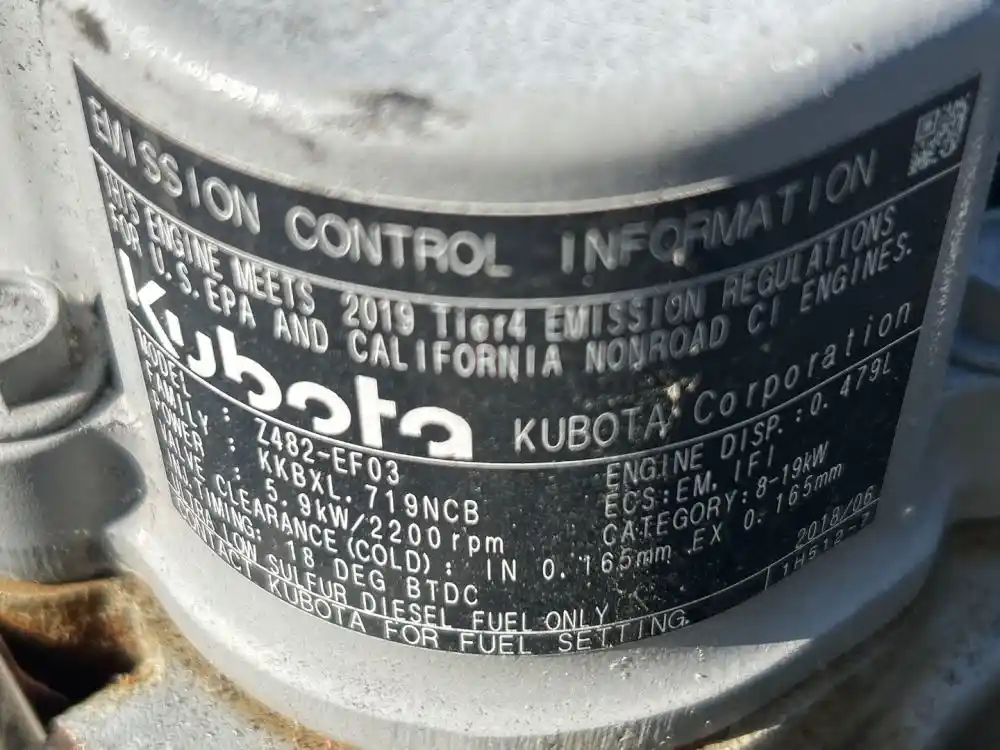 EMISSION CONTROL INFORMATION
THIS ENGINE MEETS 2019 Tier4 EMISSION REGULATIONS
FOR U.S.EPA AND CALIFORNIA NONROAD CI ENGINES.
Kubota KUBOTA Corporation
MODEL : Z482-EF03 ENGINE DISP.:0.479L
FAMILY : KKBXL.719NCB ECS:EM,IFI
POWER : 5.9kW/2200rpm CATEGORY:8-19kW
VALVE CLEARANCE(COLD): IN 0.165mm EX 0.165mm
INJ.TIMING: 18 DEG BTDC 2018/06
ULTRA LOW SULFUR DIESEL FUEL ONLY
CONTACT KUBOTA FOR FUEL SETTING.